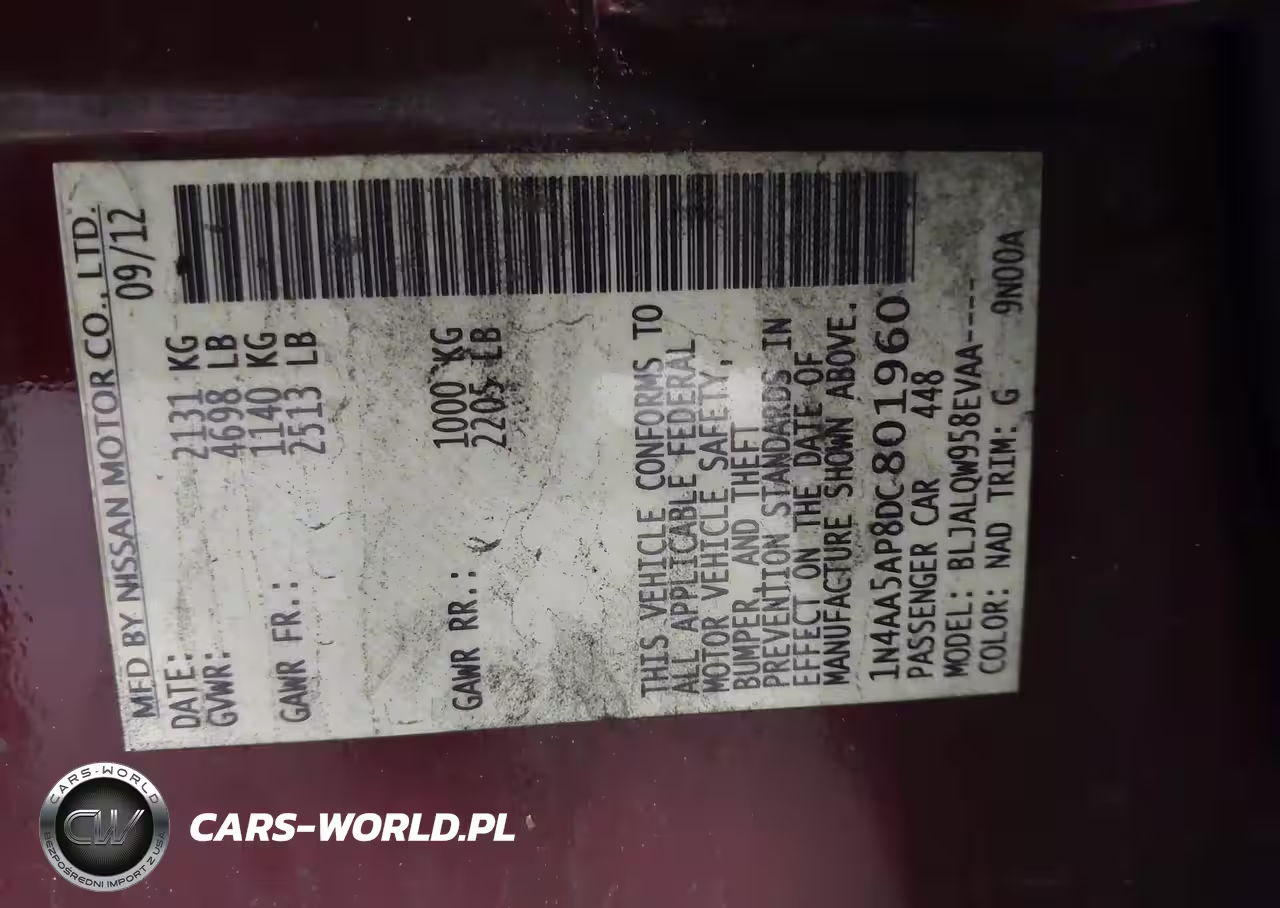 MFD BY NISSAN MOTOR CO., LTD.
DATE: 09/12
GVWR: 2131 KG
4698 LB
GAWR FR.: 1140 KG
2513 LB
GAWR RR.: 1000 KG
2205 LB
THIS VEHICLE CONFORMS TO
ALL APPLICABLE FEDERAL
MOTOR VEHICLE SAFETY,
BUMPER, AND THEFT
PREVENTION STANDARDS IN
EFFECT ON THE DATE OF
MANUFACTURE SHOWN ABOVE.
1N4AA5AP8DC801960
PASSENGER CAR 448
MODEL: BLJALQW958EVAA----
COLOR: NAD TRIM: G 9N00A
CARS-WORLD
CW
BEZPOŚREDNI IMPORT Z USA
CARS-WORLD.PL